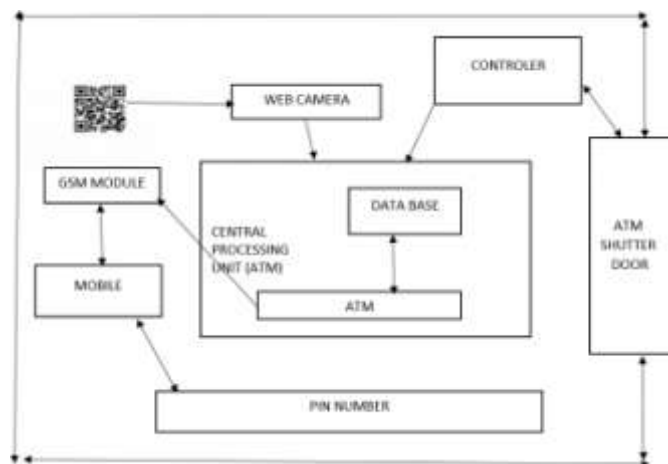 CONTROLER
WEB CAMERA
GSM MODULE
DATA BASE
CENTRAL
PROCESSING
UNIT (ATM)
ATM
SHUTTER
DOOR
MOBILE
ATM
PIN NUMBER